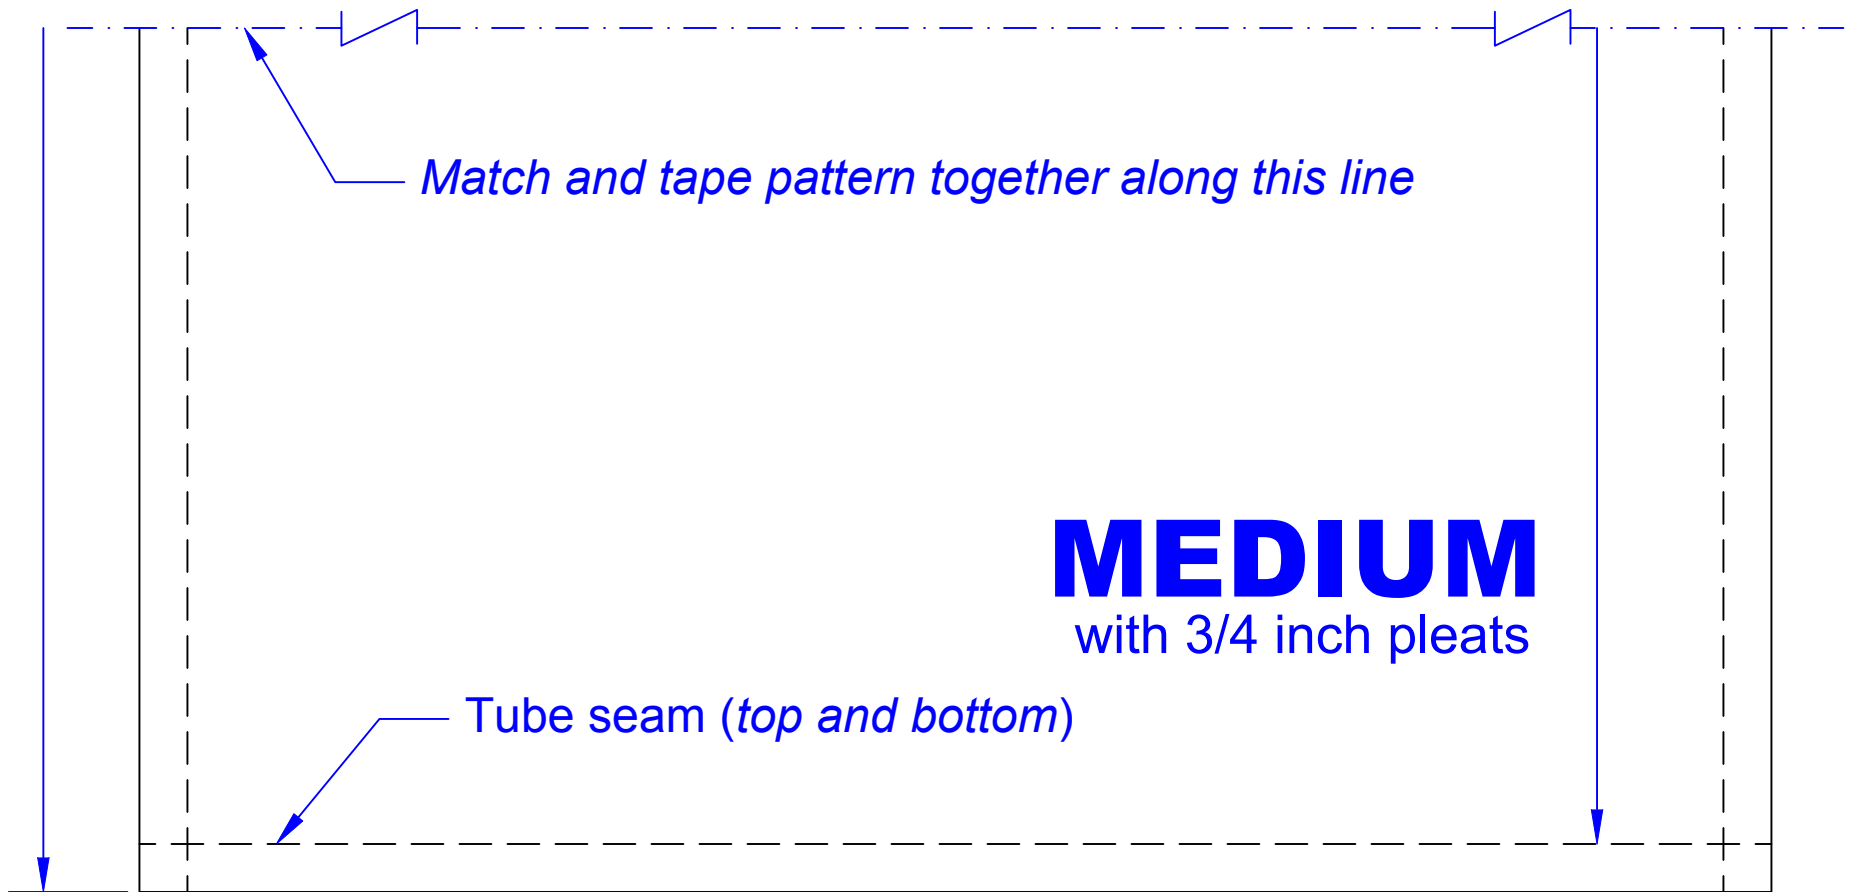 Match and tape pattern together along this line
MEDIUM
with 3/4 inch pleats
Tube seam (top and bottom)